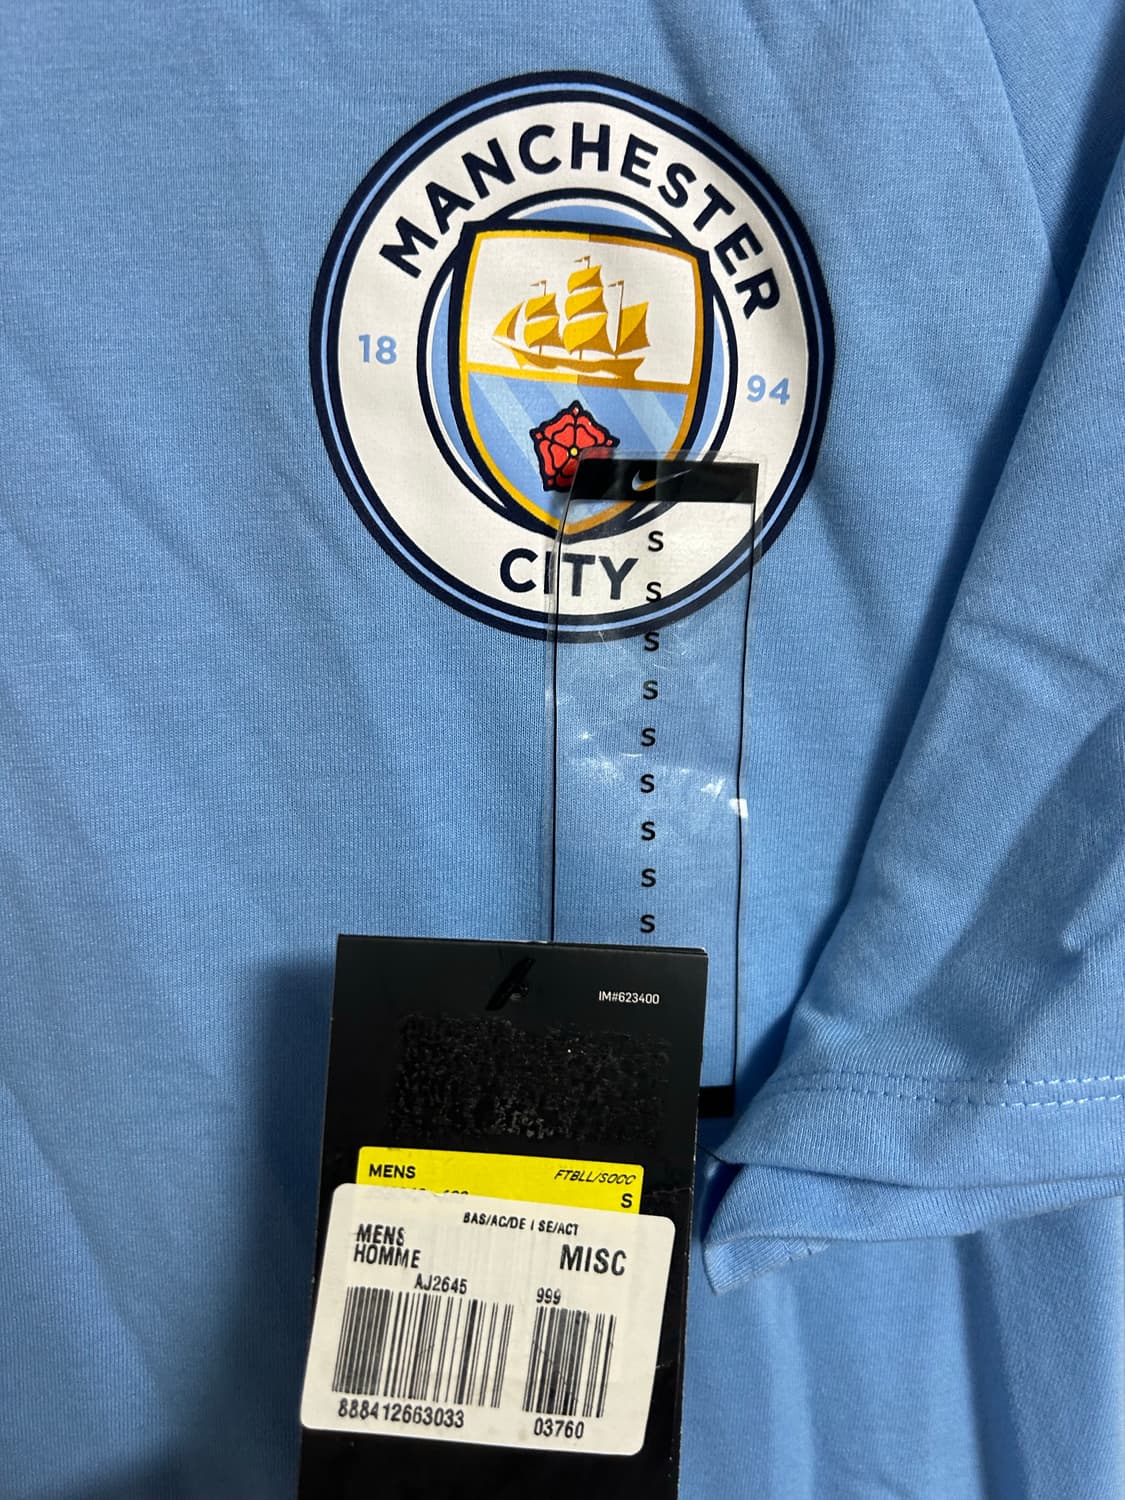 MANCHESTER
18 94
CITY
S
S
S
S
S
S
S
S
S
IM#623400
MENS FTBLL/SOCC
S
BAS/AC/DE I SE/ACT
MENS
HOMME MISC
AJ2645 999
888412663033 03760